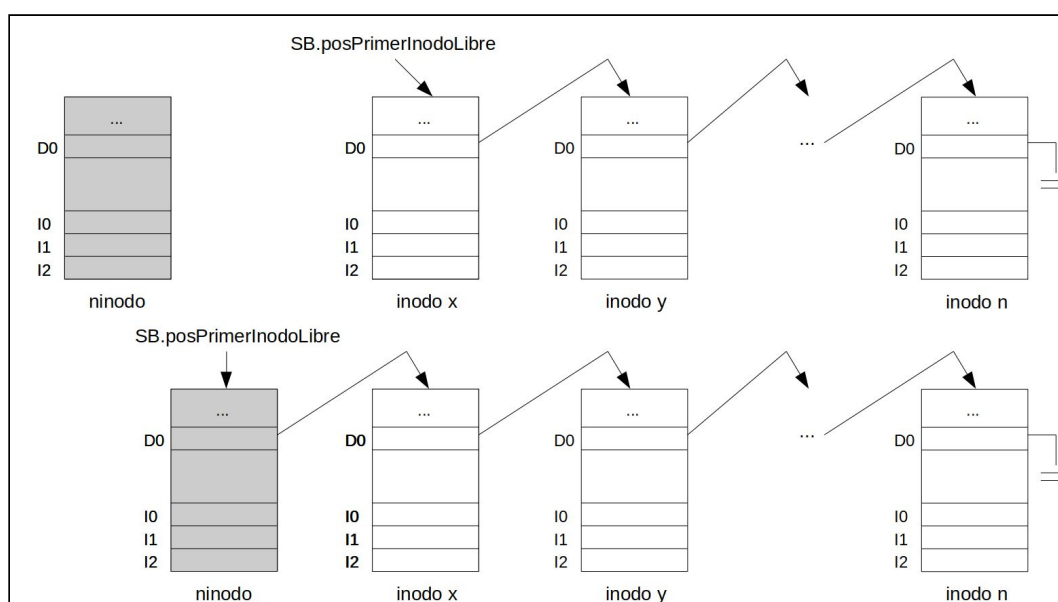 SB.posPrimerInodoLibre
... ... ... ...
D0 D0 D0 ... D0
I0 I0 I0 I0
I1 I1 I1 I1
I2 I2 I2 I2
ninodo inodo x inodo y inodo n
SB.posPrimerInodoLibre
... ... ... ...
D0 D0 D0 ... D0
I0 I0 I0 I0
I1 I1 I1 I1
I2 I2 I2 I2
ninodo inodo x inodo y inodo n